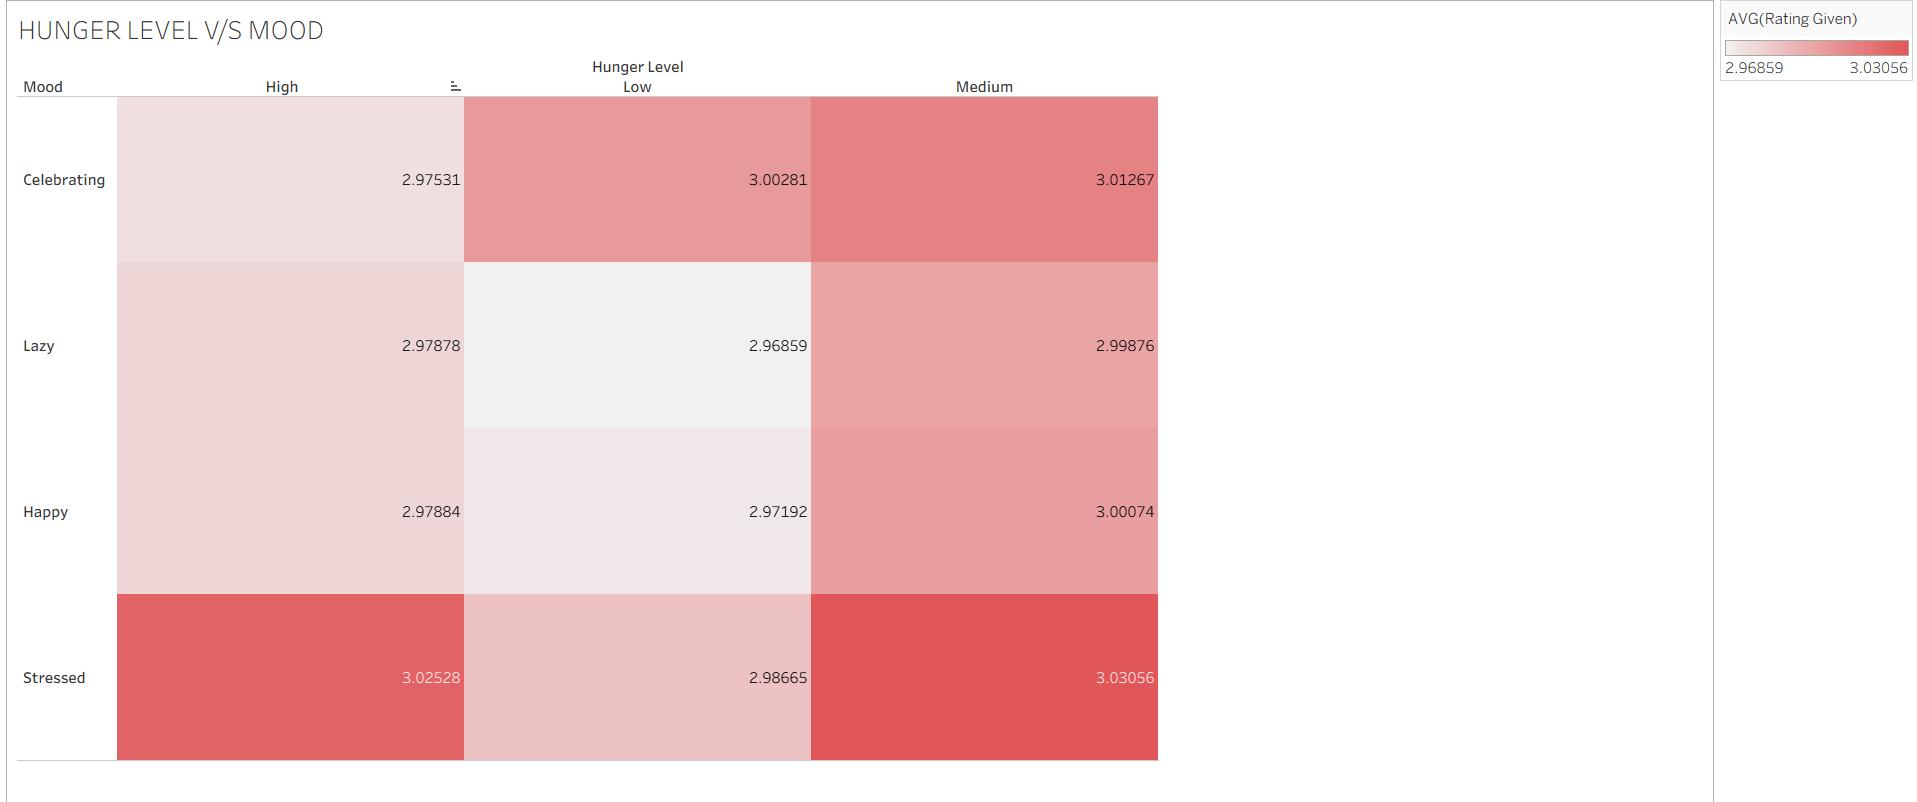 HUNGER LEVEL V/S MOOD
AVG(Rating Given)
2.96859 3.03056
Hunger Level
Mood High Low Medium
Celebrating 2.97531 3.00281 3.01267
Lazy 2.97878 2.96859 2.99876
Happy 2.97884 2.97192 3.00074
Stressed 3.02528 2.98665 3.03056